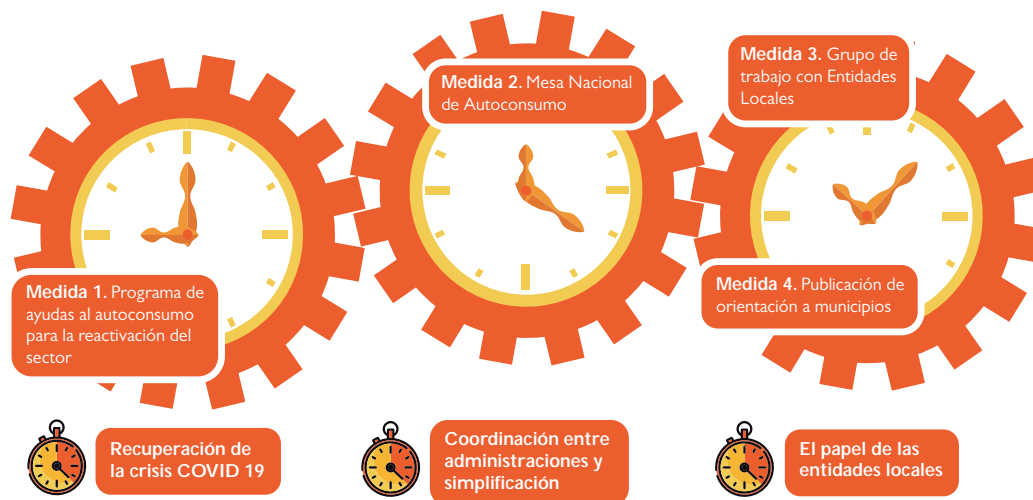 Medida 1. Programa de
ayudas al autoconsumo
para la reactivación del
sector
Medida 2. Mesa Nacional
de Autoconsumo
Medida 3. Grupo de
trabajo con Entidades
Locales
Medida 4. Publicación de
orientación a municipios
Recuperación de
la crisis COVID 19
Coordinación entre
administraciones y
simplificación
El papel de las
entidades locales